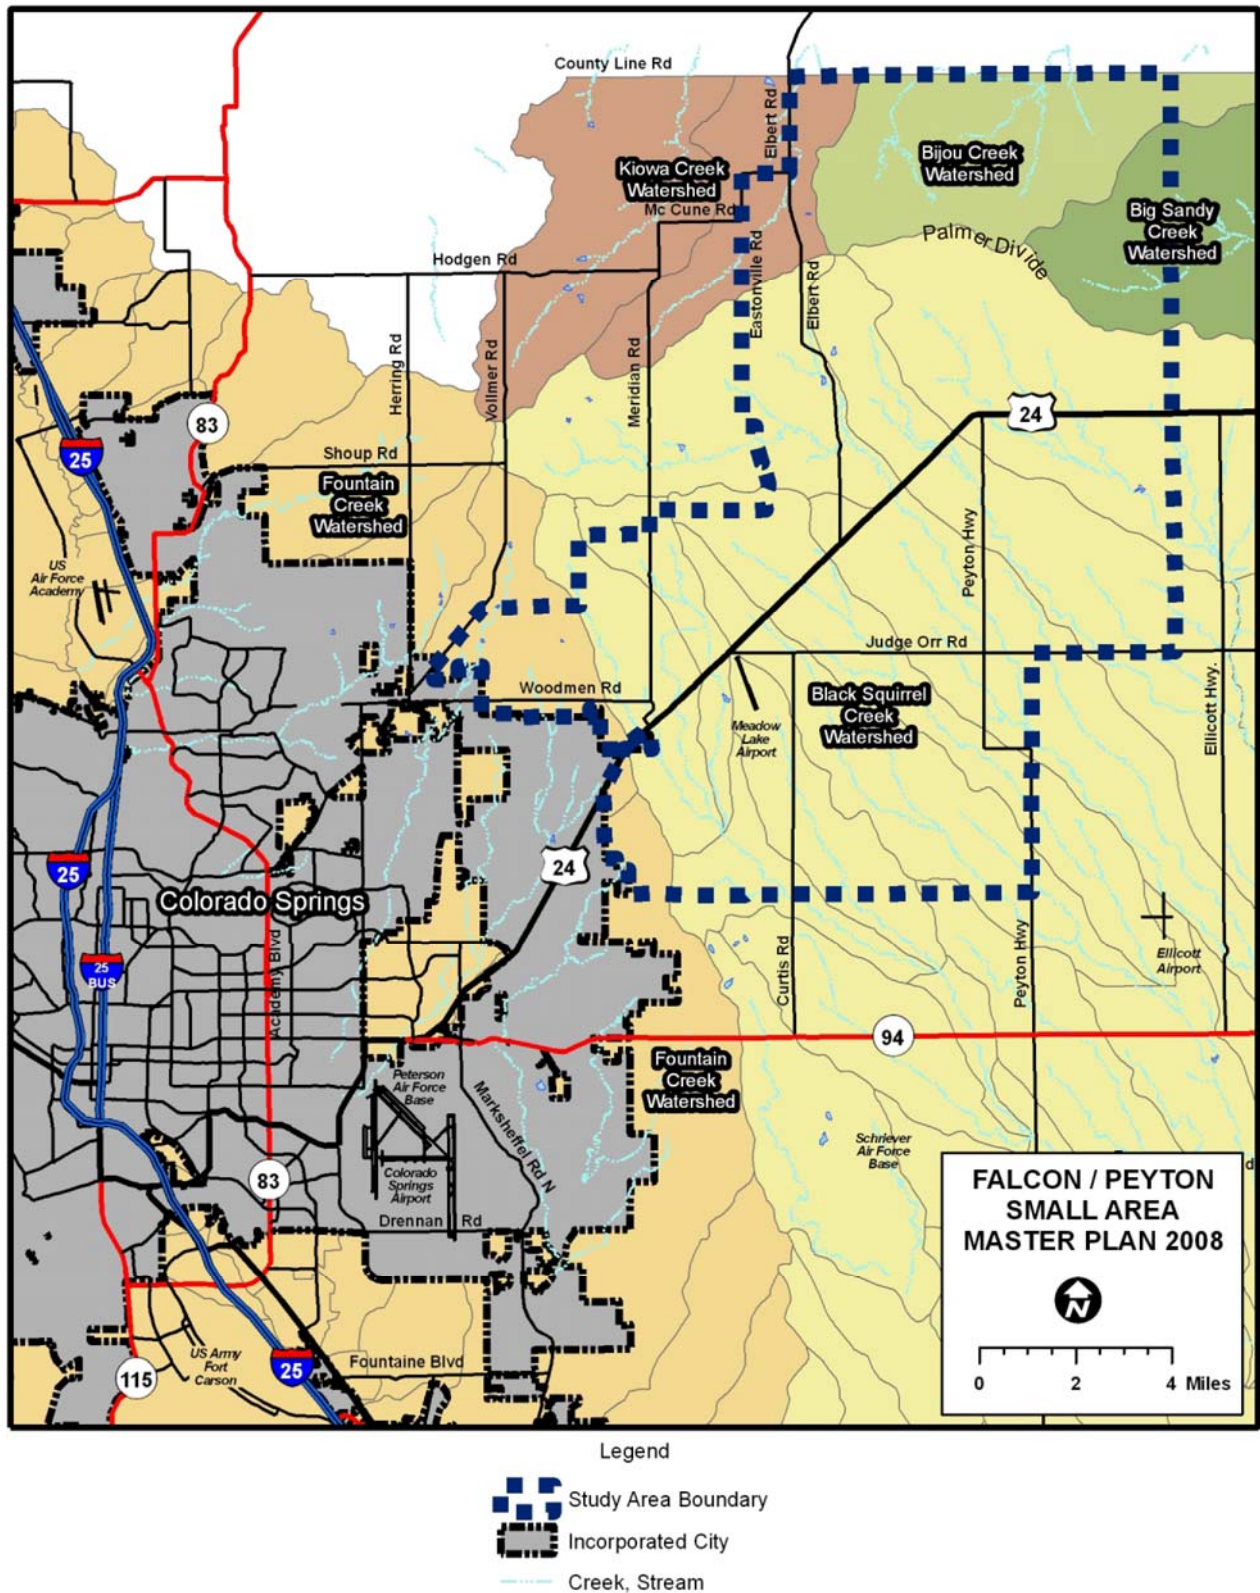 County Line Rd
Elbert Rd
Kiowa Creek
Watershed
Bijou Creek
Watershed
Mc Cune Rd
Big Sandy
Creek
Watershed
Palmer Divide
Hodgen Rd
Eastonville Rd
Elbert Rd
Herring Rd
Vollmer Rd
Meridian Rd
83
24
25
Shoup Rd
Fountain
Creek
Watershed
US
Air Force
Academy
Peyton Hwy
Judge Orr Rd
Woodmen Rd
Black Squirrel
Creek
Watershed
Meadow
Lake
Airport
Ellicott Hwy.
25
24
Colorado Springs
Academy Blvd
25
BUS
Curtis Rd
Peyton Hwy
Ellicott
Airport
94
Peterson
Air Force
Base
Marksheffel Rd N
Fountain
Creek
Watershed
Schriever
Air Force
Base
83
Colorado
Springs
Airport
Drennan Rd
d
FALCON / PEYTON
SMALL AREA
MASTER PLAN 2008
N
0 2 4 Miles
US Army
Fort
Carson
25
Fountaine Blvd
115
Legend
Study Area Boundary
Incorporated City
Creek, Stream